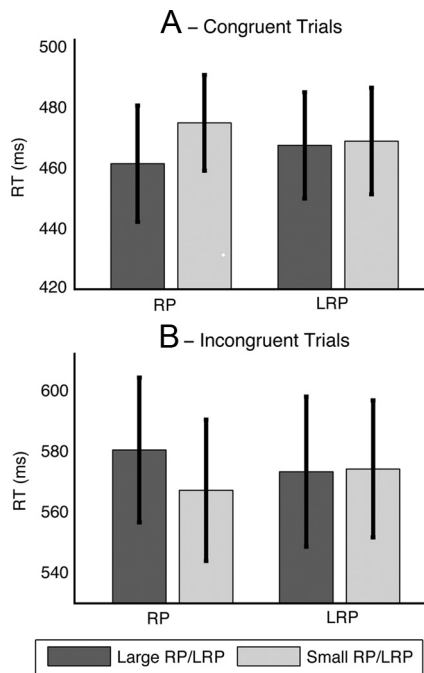 A – Congruent Trials
500
480
460
440
420
RT (ms)
RP LRP
B – Incongruent Trials
600
580
560
540
RT (ms)
RP LRP
Large RP/LRP Small RP/LRP